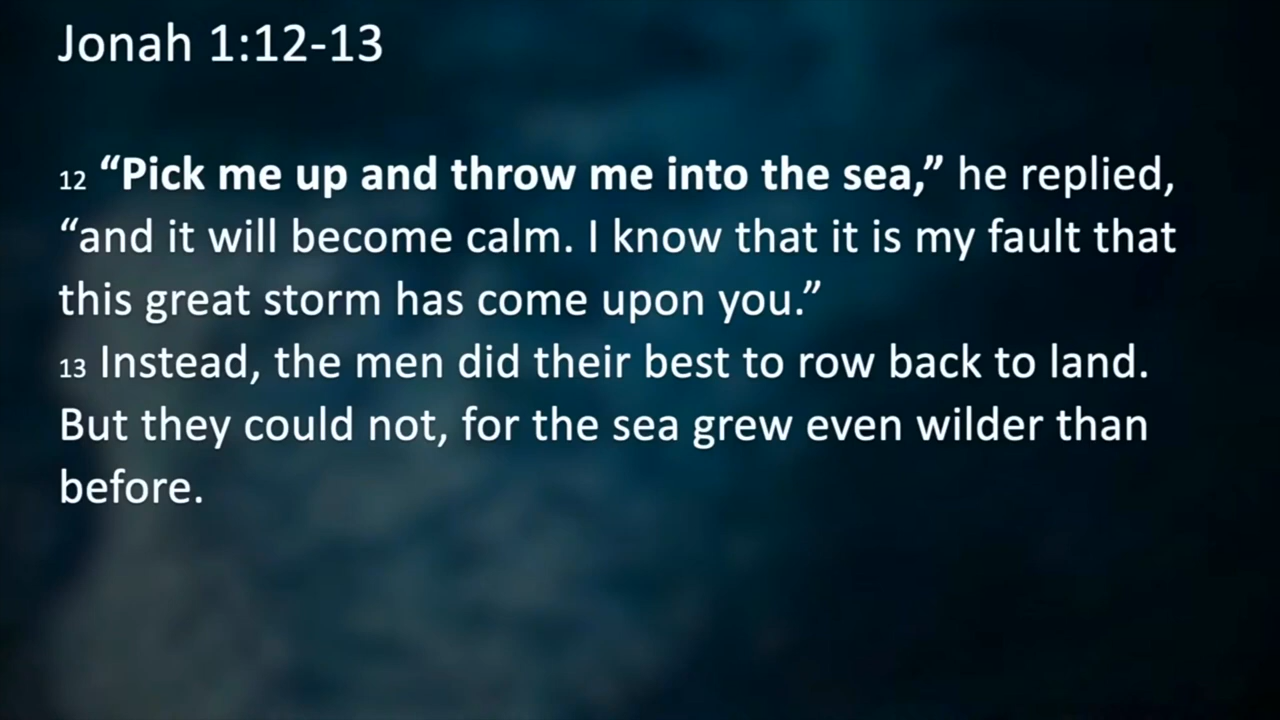 Jonah 1:12-13
12 “Pick me up and throw me into the sea,” he replied,
“and it will become calm. I know that it is my fault that
this great storm has come upon you.”
13 Instead, the men did their best to row back to land.
But they could not, for the sea grew even wilder than
before.